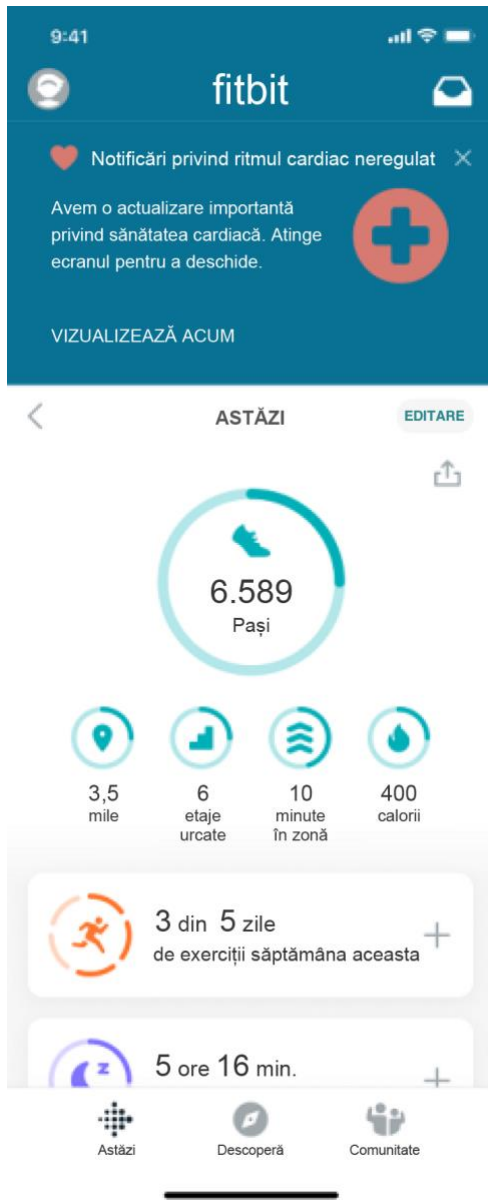 9:41
fitbit
Notificări privind ritmul cardiac neregulat
Avem o actualizare importantă
privind sănătatea cardiacă. Atinge
ecranul pentru a deschide.
VIZUALIZEAZĂ ACUM
ASTĂZI
EDITARE
6.589
Pași
3,5
mile
6
etaje
urcate
10
minute
în zonă
400
calorii
3 din 5 zile
de exerciții săptămâna aceasta
5 ore 16 min.
Astăzi
Descoperă
Comunitate